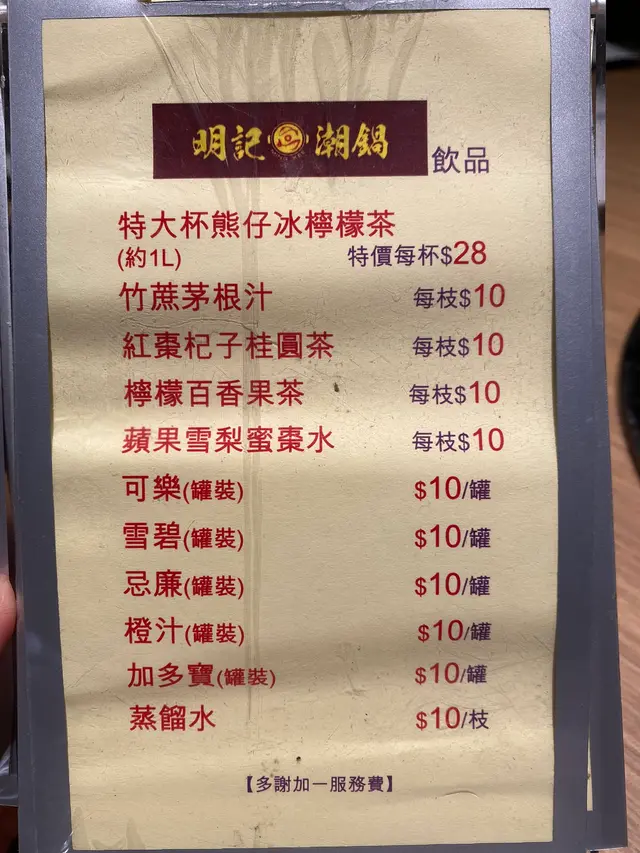 明記 潮鍋 飲品
特大杯熊仔冰檸檬茶
(約1L) 特價每杯$28
竹蔗茅根汁 每枝$10
紅棗杞子桂圓茶 每枝$10
檸檬百香果茶 每枝$10
蘋果雪梨蜜棗水 每枝$10
可樂(罐裝) $10/罐
雪碧(罐裝) $10/罐
忌廉(罐裝) $10/罐
橙汁(罐裝) $10/罐
加多寶(罐裝) $10/罐
蒸餾水 $10/枝
【多謝加一服務費】